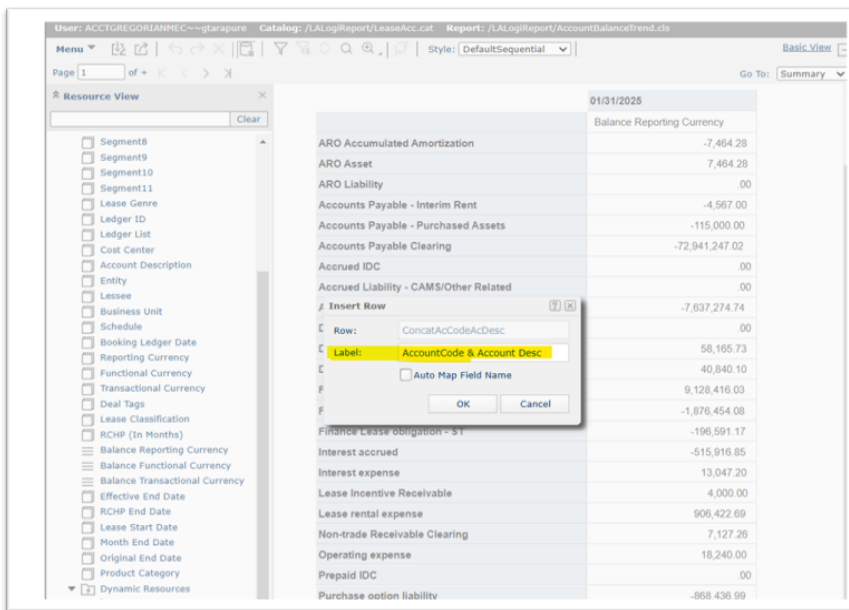 User: ACCTGREGORIANMEC~~gtarapure Catalog: /LALogiReport/LeaseAcc.cat Report: /LALogiReport/AccountBalanceTrend.cls
Menu Style: DefaultSequential Basic View
Page 1 of + Go To: Summary
Resource View
Clear
Segment8
Segment9
Segment10
Segment11
Lease Genre
Ledger ID
Ledger List
Cost Center
Account Description
Entity
Lessee
Business Unit
Schedule
Booking Ledger Date
Reporting Currency
Functional Currency
Transactional Currency
Deal Tags
Lease Classification
RCHP (In Months)
Balance Reporting Currency
Balance Functional Currency
Balance Transactional Currency
Effective End Date
RCHP End Date
Lease Start Date
Month End Date
Original End Date
Product Category
Dynamic Resources
01/31/2025
Balance Reporting Currency
ARO Accumulated Amortization -7,464.28
ARO Asset 7,464.28
ARO Liability .00
Accounts Payable - Interim Rent -4,567.00
Accounts Payable - Purchased Assets -115,000.00
Accounts Payable Clearing -72,941,247.02
Accrued IDC .00
Accrued Liability - CAMS/Other Related .00
-7,637,274.74
.00
58,165.73
40,840.10
9,128,416.03
-1,876,454.08
Finance Lease obligation - ST -196,591.17
Interest accrued -515,916.85
Interest expense 13,047.20
Lease Incentive Receivable 4,000.00
Lease rental expense 906,422.69
Non-trade Receivable Clearing 7,127.26
Operating expense 18,240.00
Prepaid IDC .00
Purchase option liability -868,436.99
Insert Row
Row: ConcatAcCodeAcDesc
Label: AccountCode & Account Desc
Auto Map Field Name
OK Cancel